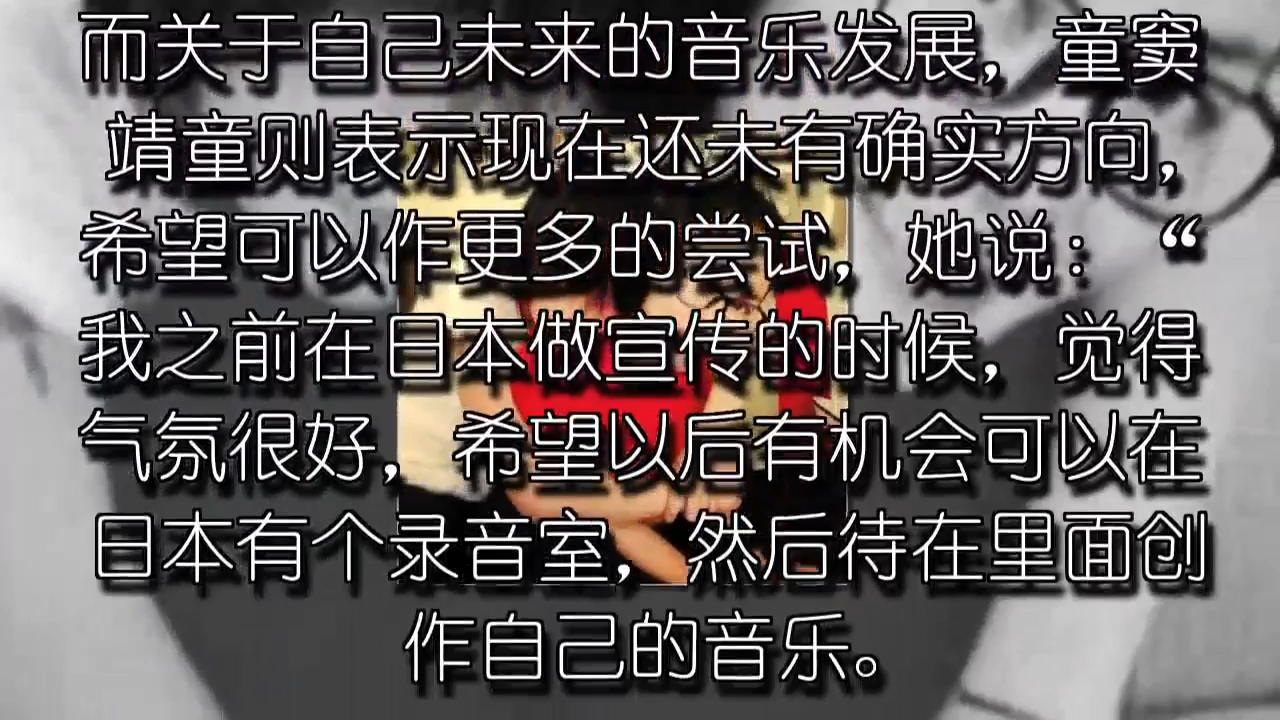 而关于自己未来的音乐发展，童窦
靖童则表示现在还未有确实方向，
希望可以作更多的尝试，她说：“
我之前在日本做宣传的时候，觉得
气氛很好，希望以后有机会可以在
日本有个录音室，然后待在里面创
作自己的音乐。